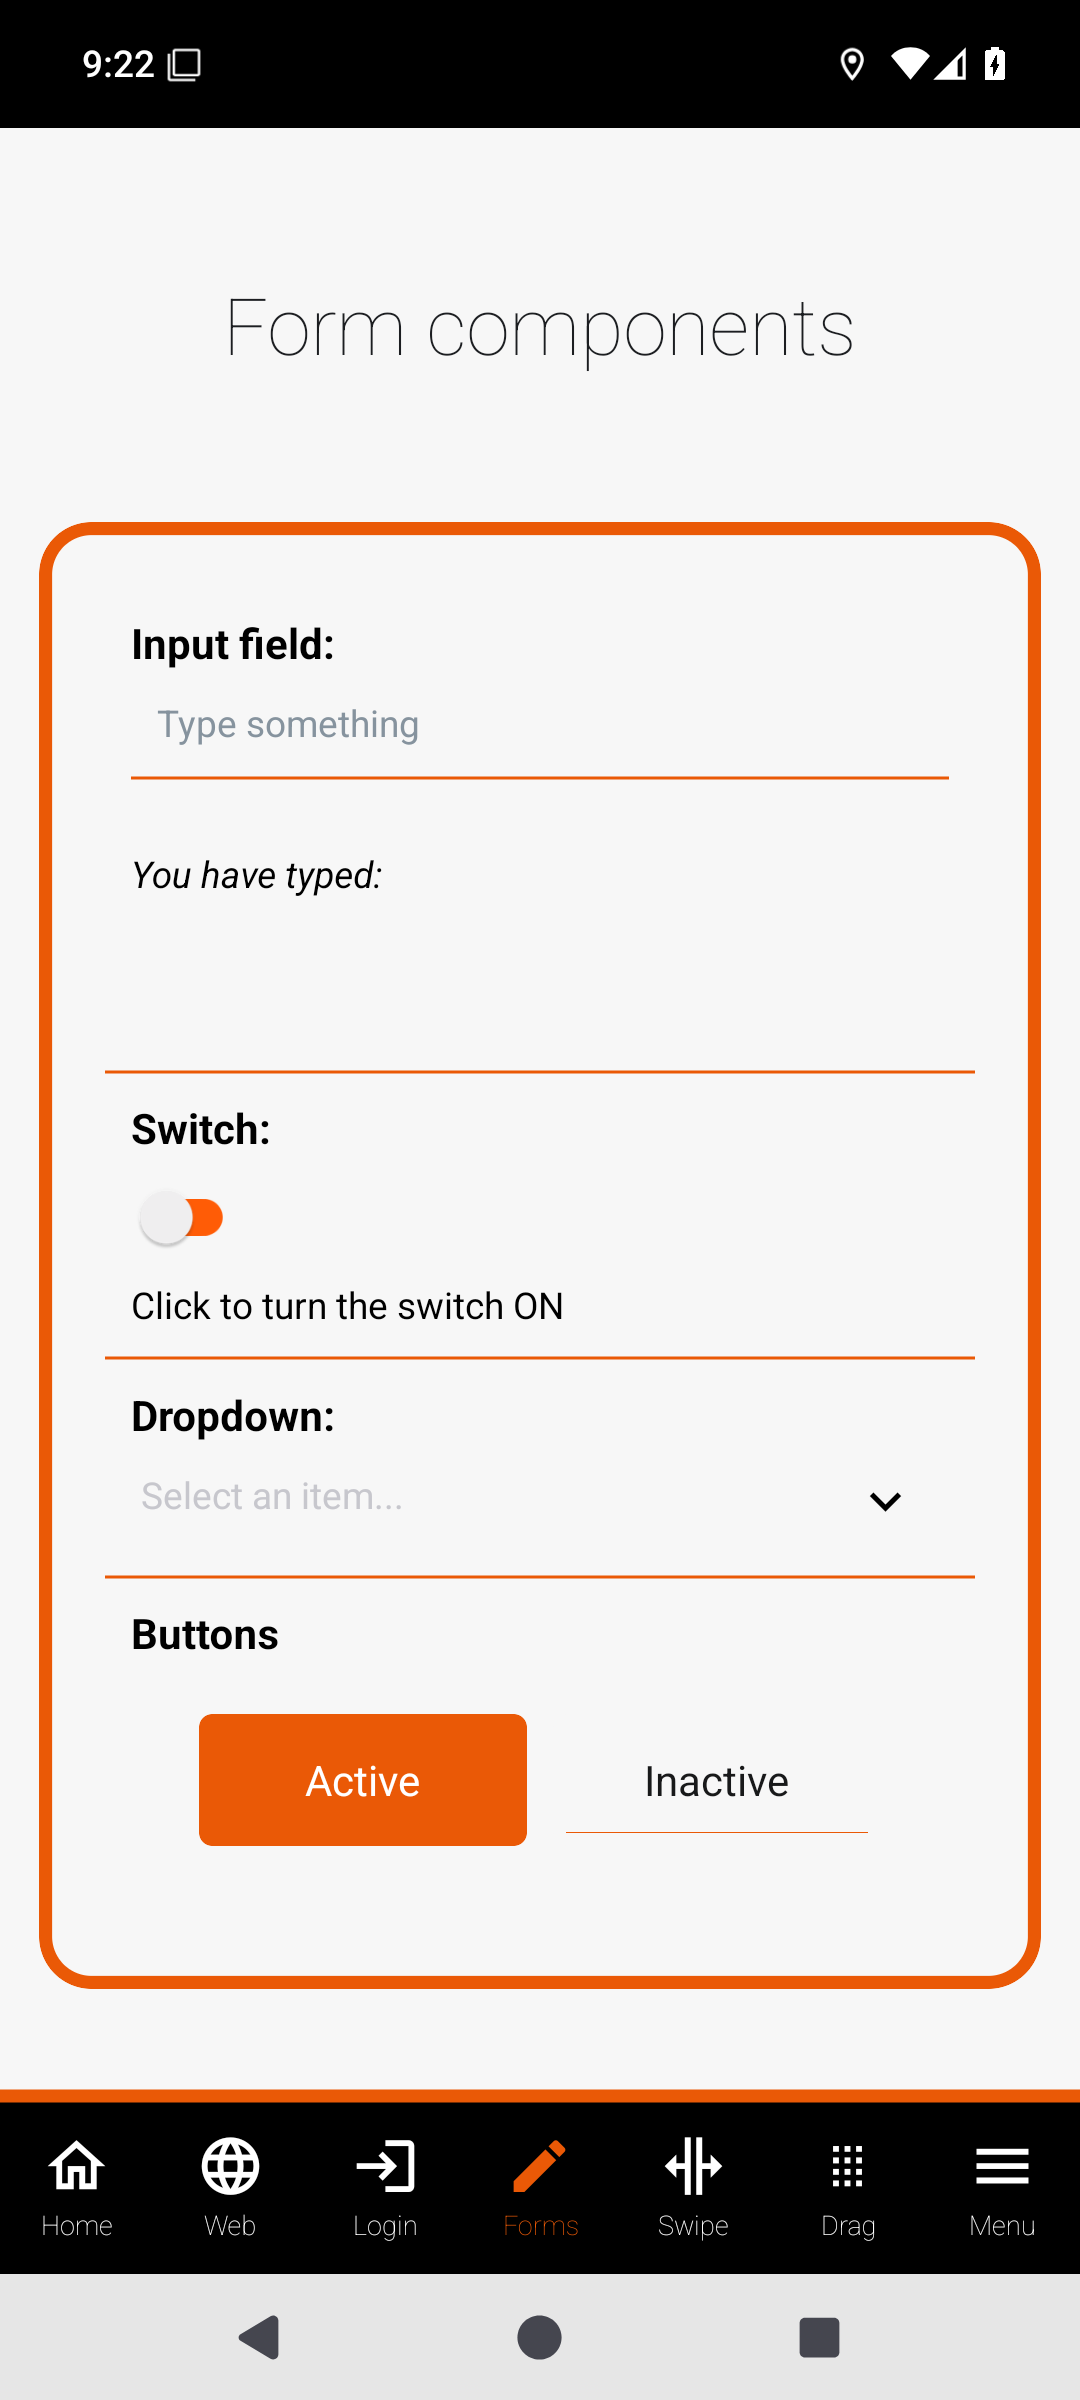 9:22
Form components
Input field:
Type something
You have typed:
Switch:
Click to turn the switch ON
Dropdown:
Select an item...
Buttons
Active Inactive
Home Web Login Forms Swipe Drag Menu